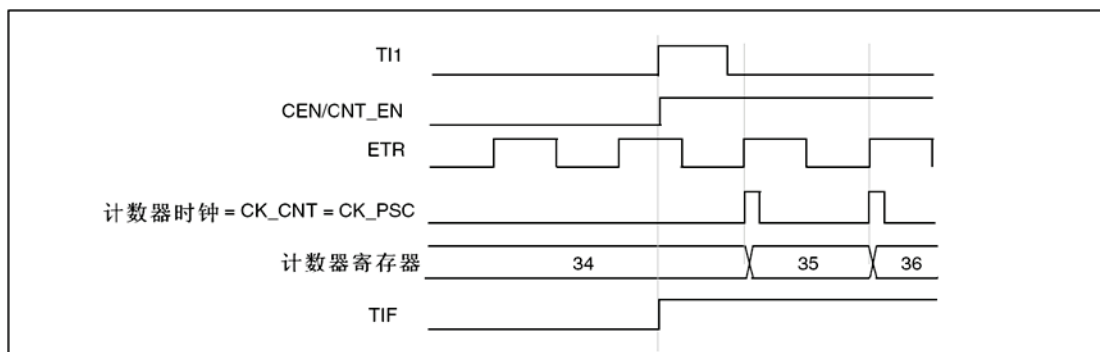 TI1
CEN/CNT_EN
ETR
计数器时钟 = CK_CNT = CK_PSC
计数器寄存器 34 35 36
TIF